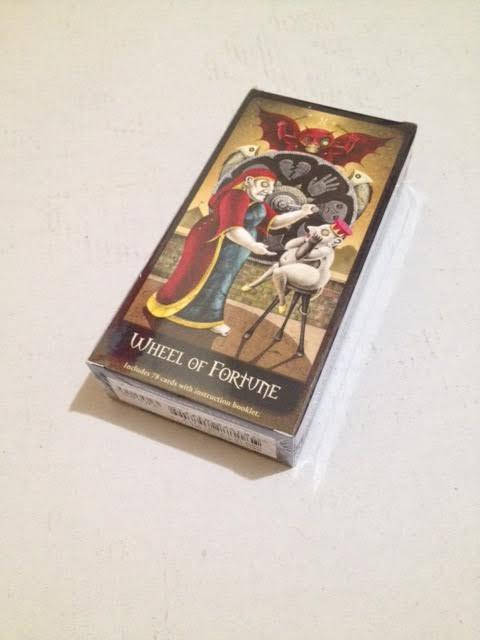 Wheel of Fortune
Includes 78 cards with instruction booklet.